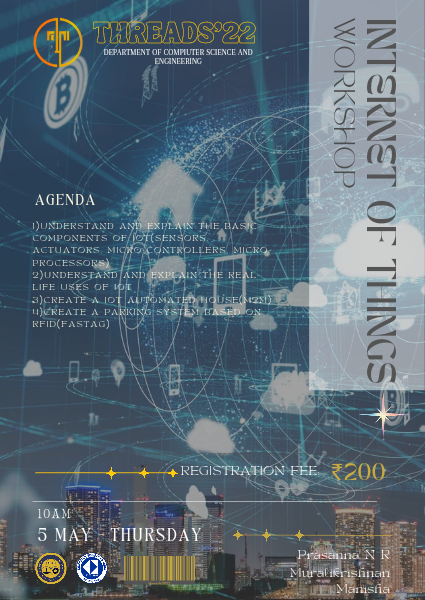 THREADS'22
DEPARTMENT OF COMPUTER SCIENCE AND
ENGINEERING
INTERNET OF THINGS
WORKSHOP
AGENDA
1)UNDERSTAND AND EXPLAIN THE BASIC
COMPONENTS OF IOT(SENSORS,
ACTUATORS, MICRO CONTROLLERS, MICRO
PROCESSORS)
2)UNDERSTAND AND EXPLAIN THE REAL
LIFE USES OF IOT
3)CREATE A IOT AUTOMATED HOUSE(M2M)
4)CREATE A PARKING SYSTEM BASED ON
RFID(FASTAG)
REGISTRATION FEE ₹200
10AM
5 MAY - THURSDAY
Prasanna N R
Muralikrishnan
Manisha